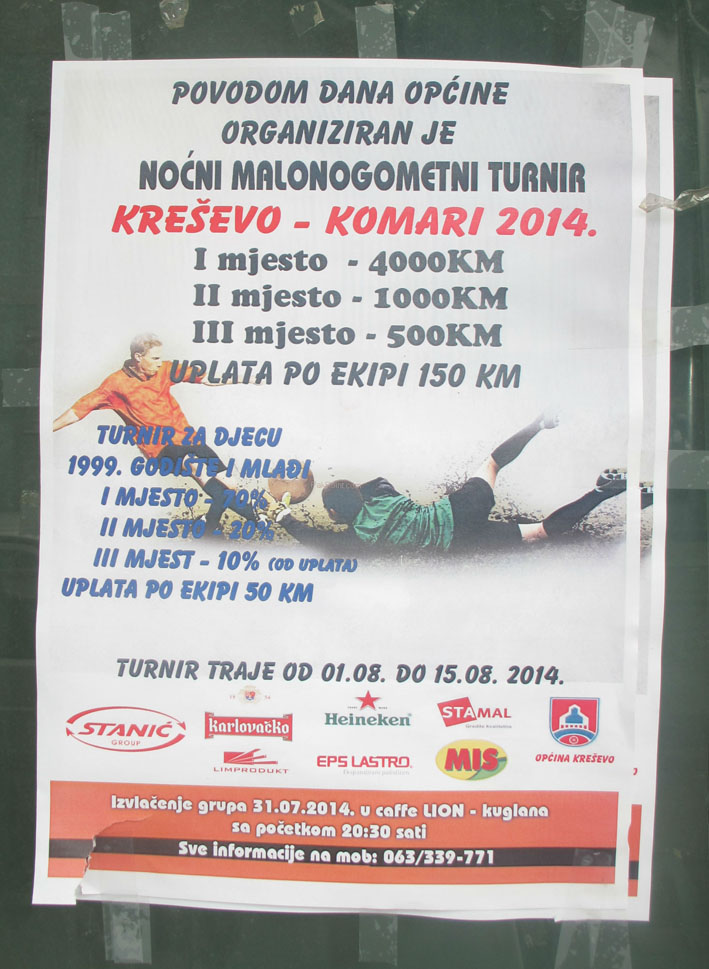 POVODOM DANA OPĆINE
ORGANIZIRAN JE
NOĆNI MALONOGOMETNI TURNIR
KREŠEVO - KOMARI 2014.
I mjesto - 4000KM
II mjesto - 1000KM
III mjesto - 500KM
UPLATA PO EKIPI 150 KM
TURNIR ZA DJECU
1999. GODIŠTE I MLAĐI
I MJESTO - 70%
II MJESTO - 20%
III MJEST - 10% (OD UPLATA)
UPLATA PO EKIPI 50 KM
TURNIR TRAJE OD 01.08. DO 15.08. 2014.
STANIĆ
GROUP
Karlovačko
Heineken
STAMAL
OPĆINA KREŠEVO
LIMPRODUKT
EPS LASTRO
MIS
Izvlačenje grupa 31.07.2014. u caffe LION - kuglana
sa početkom 20:30 sati
Sve informacije na mob: 063/339-771